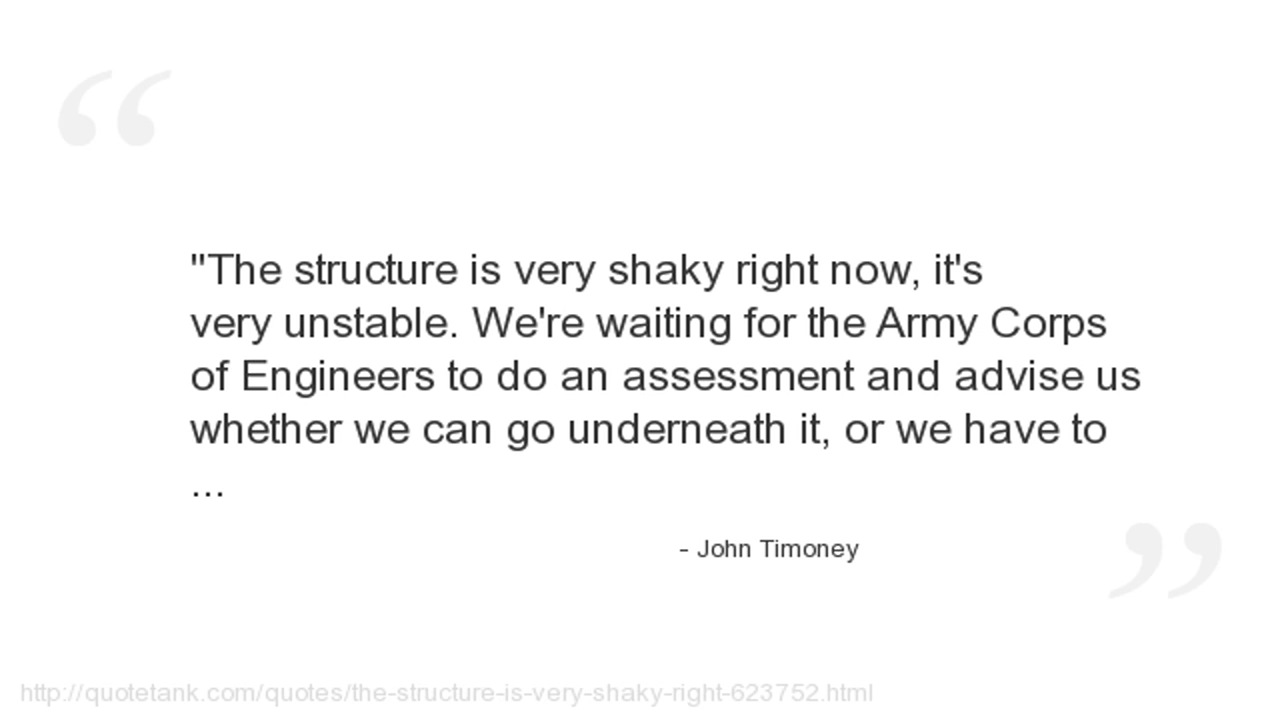 "The structure is very shaky right now, it's
very unstable. We're waiting for the Army Corps
of Engineers to do an assessment and advise us
whether we can go underneath it, or we have to
...
- John Timoney
http://quotetank.com/quotes/the-structure-is-very-shaky-right-623752.html